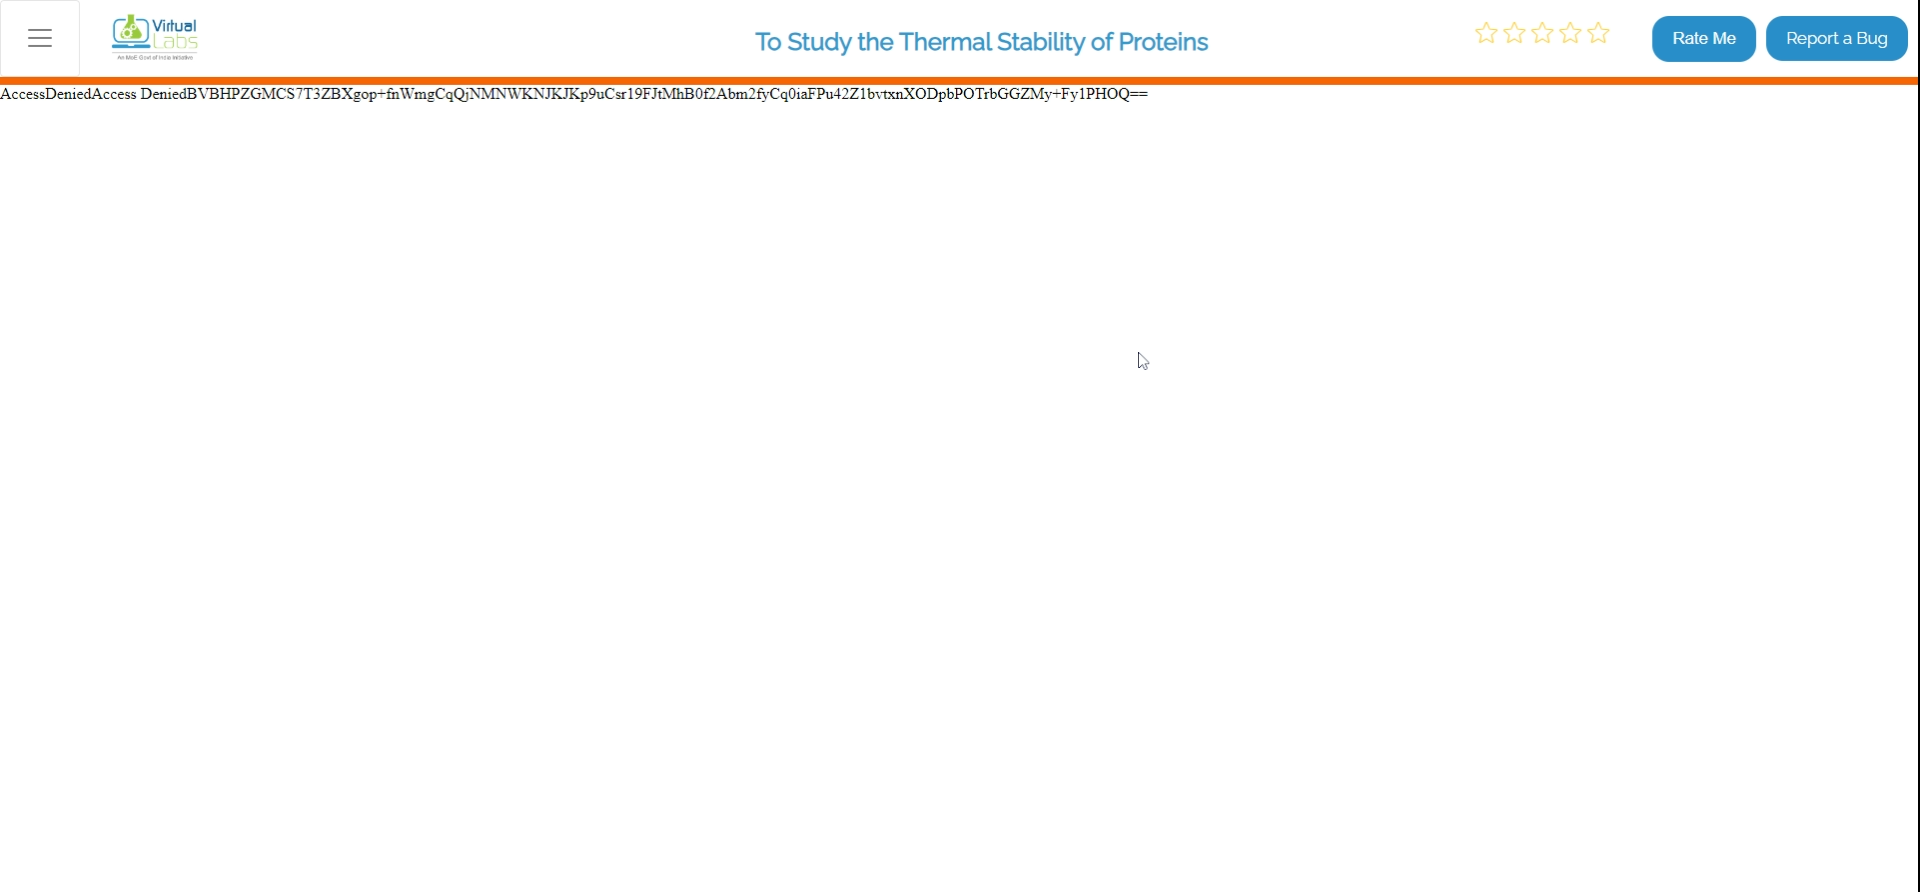 Virtual
Labs
An MoE Govt of India Initiative
To Study the Thermal Stability of Proteins
Rate Me
Report a Bug
AccessDeniedAccess DeniedBVBHPZGMCS7T3ZBXgop+fnWmgCqQjNMNWKNJKJKp9uCsr19FJtMhB0f2Abm2fyCq0iaFPu42Z1bvtxnXODpbPOTrbGGZMy+Fy1PHOQ==